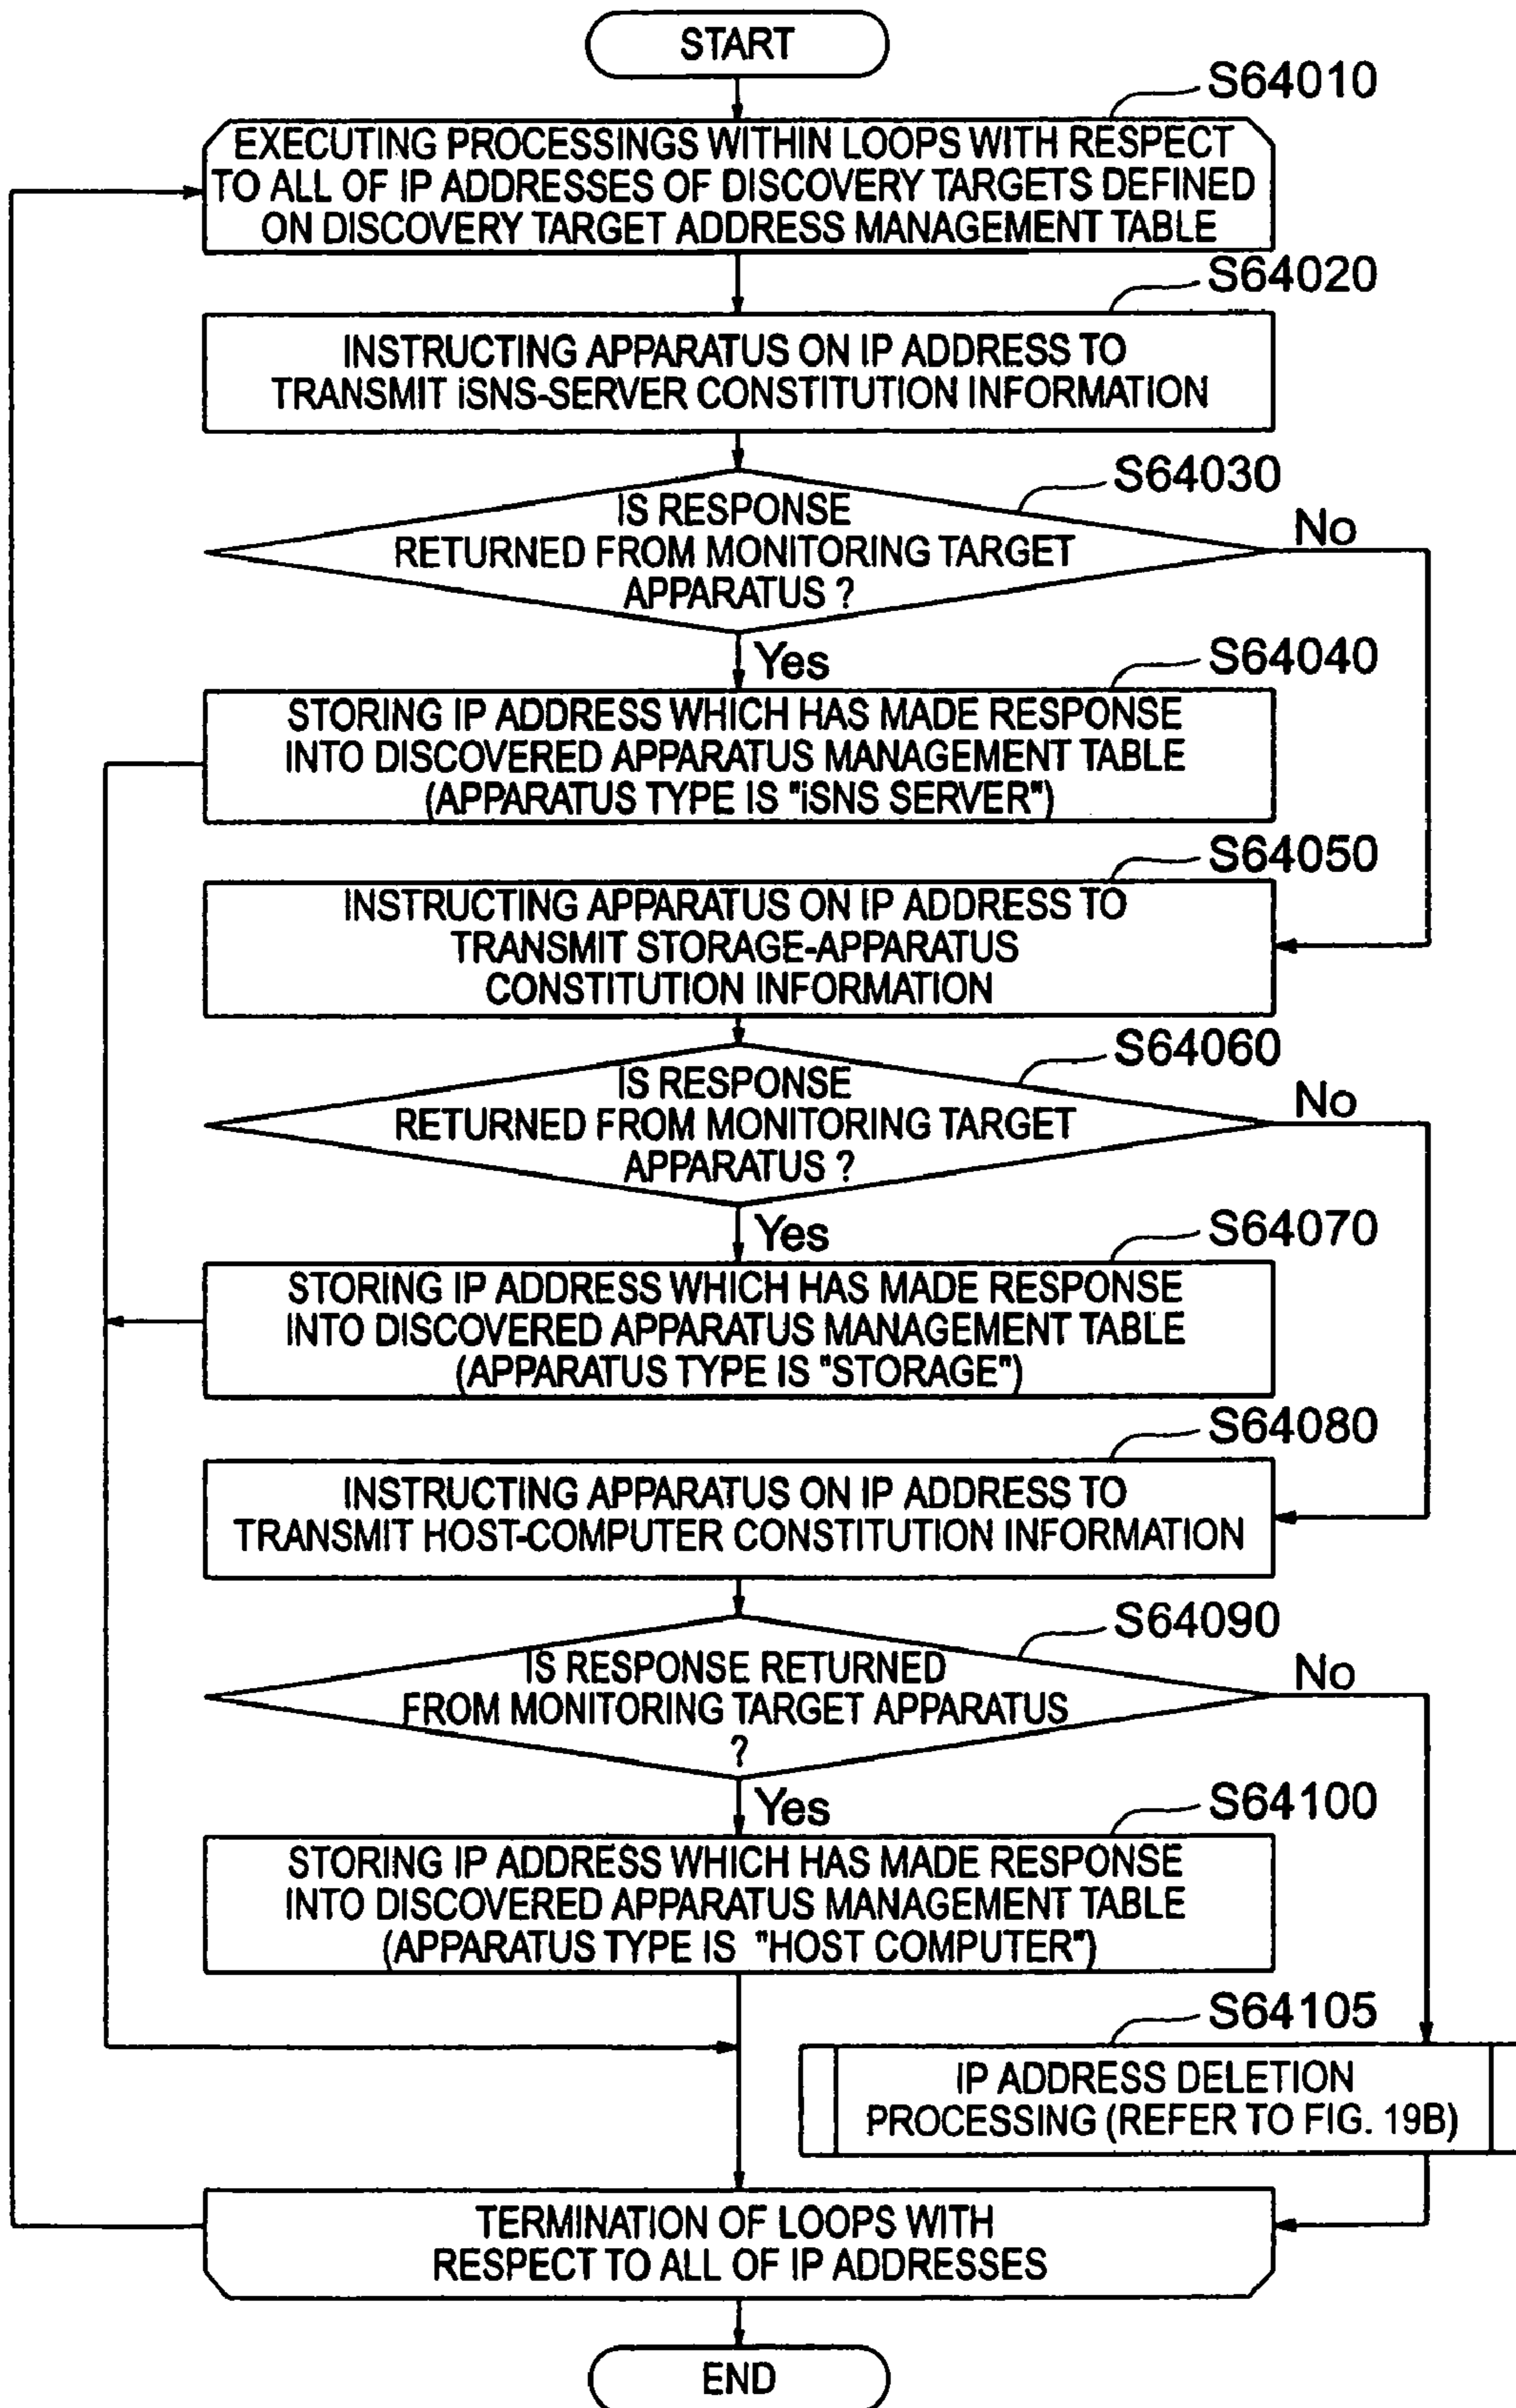 START
S64010
EXECUTING PROCESSINGS WITHIN LOOPS WITH RESPECT
TO ALL OF IP ADDRESSES OF DISCOVERY TARGETS DEFINED
ON DISCOVERY TARGET ADDRESS MANAGEMENT TABLE
S64020
INSTRUCTING APPARATUS ON IP ADDRESS TO
TRANSMIT iSNS-SERVER CONSTITUTION INFORMATION
S64030
IS RESPONSE
RETURNED FROM MONITORING TARGET
APPARATUS ?
No
Yes
S64040
STORING IP ADDRESS WHICH HAS MADE RESPONSE
INTO DISCOVERED APPARATUS MANAGEMENT TABLE
(APPARATUS TYPE IS "iSNS SERVER")
S64050
INSTRUCTING APPARATUS ON IP ADDRESS TO
TRANSMIT STORAGE-APPARATUS
CONSTITUTION INFORMATION
S64060
IS RESPONSE
RETURNED FROM MONITORING TARGET
APPARATUS ?
No
Yes
S64070
STORING IP ADDRESS WHICH HAS MADE RESPONSE
INTO DISCOVERED APPARATUS MANAGEMENT TABLE
(APPARATUS TYPE IS "STORAGE")
S64080
INSTRUCTING APPARATUS ON IP ADDRESS TO
TRANSMIT HOST-COMPUTER CONSTITUTION INFORMATION
S64090
IS RESPONSE RETURNED
FROM MONITORING TARGET APPARATUS
?
No
Yes
S64100
STORING IP ADDRESS WHICH HAS MADE RESPONSE
INTO DISCOVERED APPARATUS MANAGEMENT TABLE
(APPARATUS TYPE IS "HOST COMPUTER")
S64105
IP ADDRESS DELETION
PROCESSING (REFER TO FIG. 19B)
TERMINATION OF LOOPS WITH
RESPECT TO ALL OF IP ADDRESSES
END